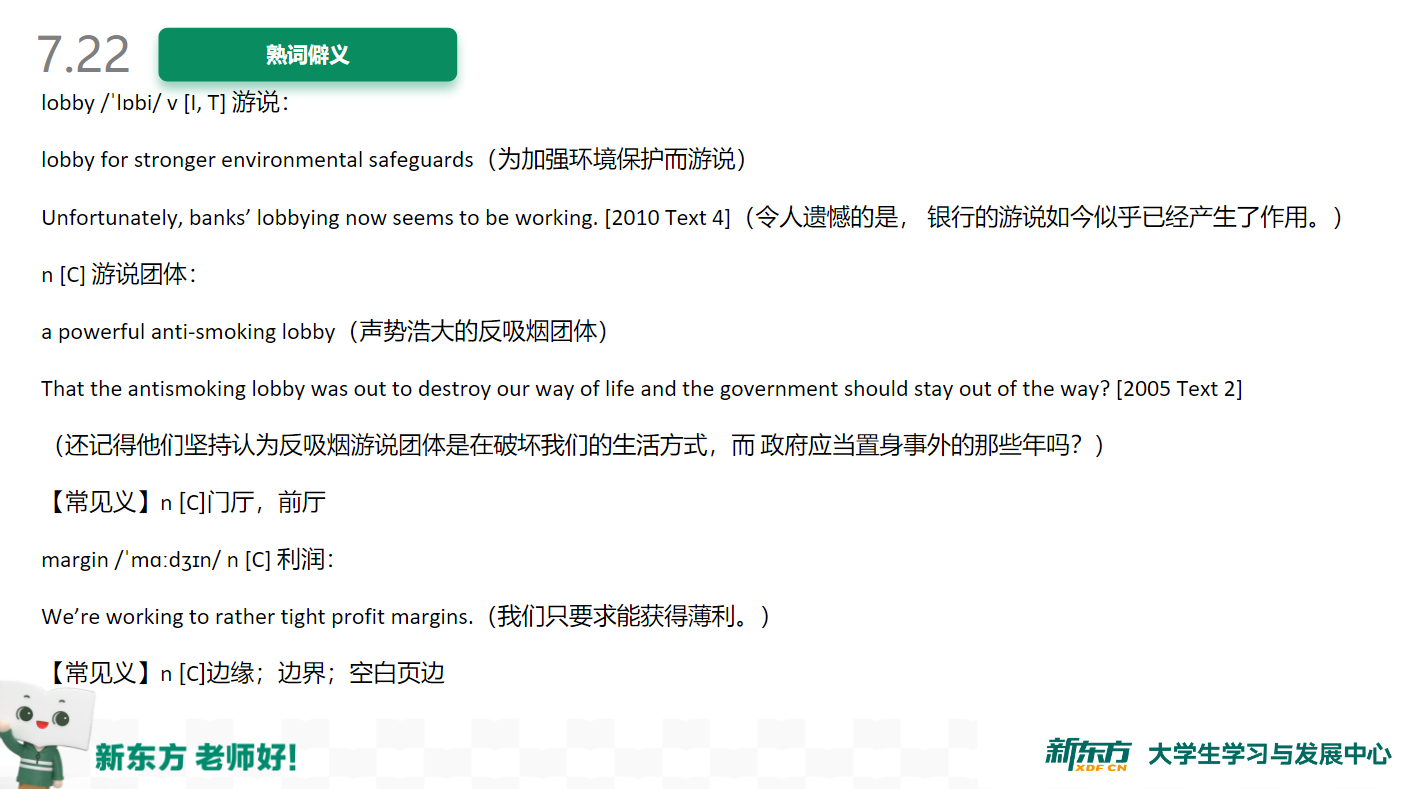 7.22
熟词僻义
lobby /ˈlɒbi/ v [I, T] 游说：
lobby for stronger environmental safeguards（为加强环境保护而游说）
Unfortunately, banks’ lobbying now seems to be working. [2010 Text 4]（令人遗憾的是， 银行的游说如今似乎已经产生了作用。）
n [C] 游说团体：
a powerful anti-smoking lobby（声势浩大的反吸烟团体）
That the antismoking lobby was out to destroy our way of life and the government should stay out of the way? [2005 Text 2]
（还记得他们坚持认为反吸烟游说团体是在破坏我们的生活方式，而 政府应当置身事外的那些年吗？）
【常见义】n [C]门厅，前厅
margin /ˈmɑːdʒɪn/ n [C] 利润：
We’re working to rather tight profit margins.（我们只要求能获得薄利。）
【常见义】n [C]边缘；边界；空白页边
新东方 老师好！
新东方 XDF CN 大学生学习与发展中心